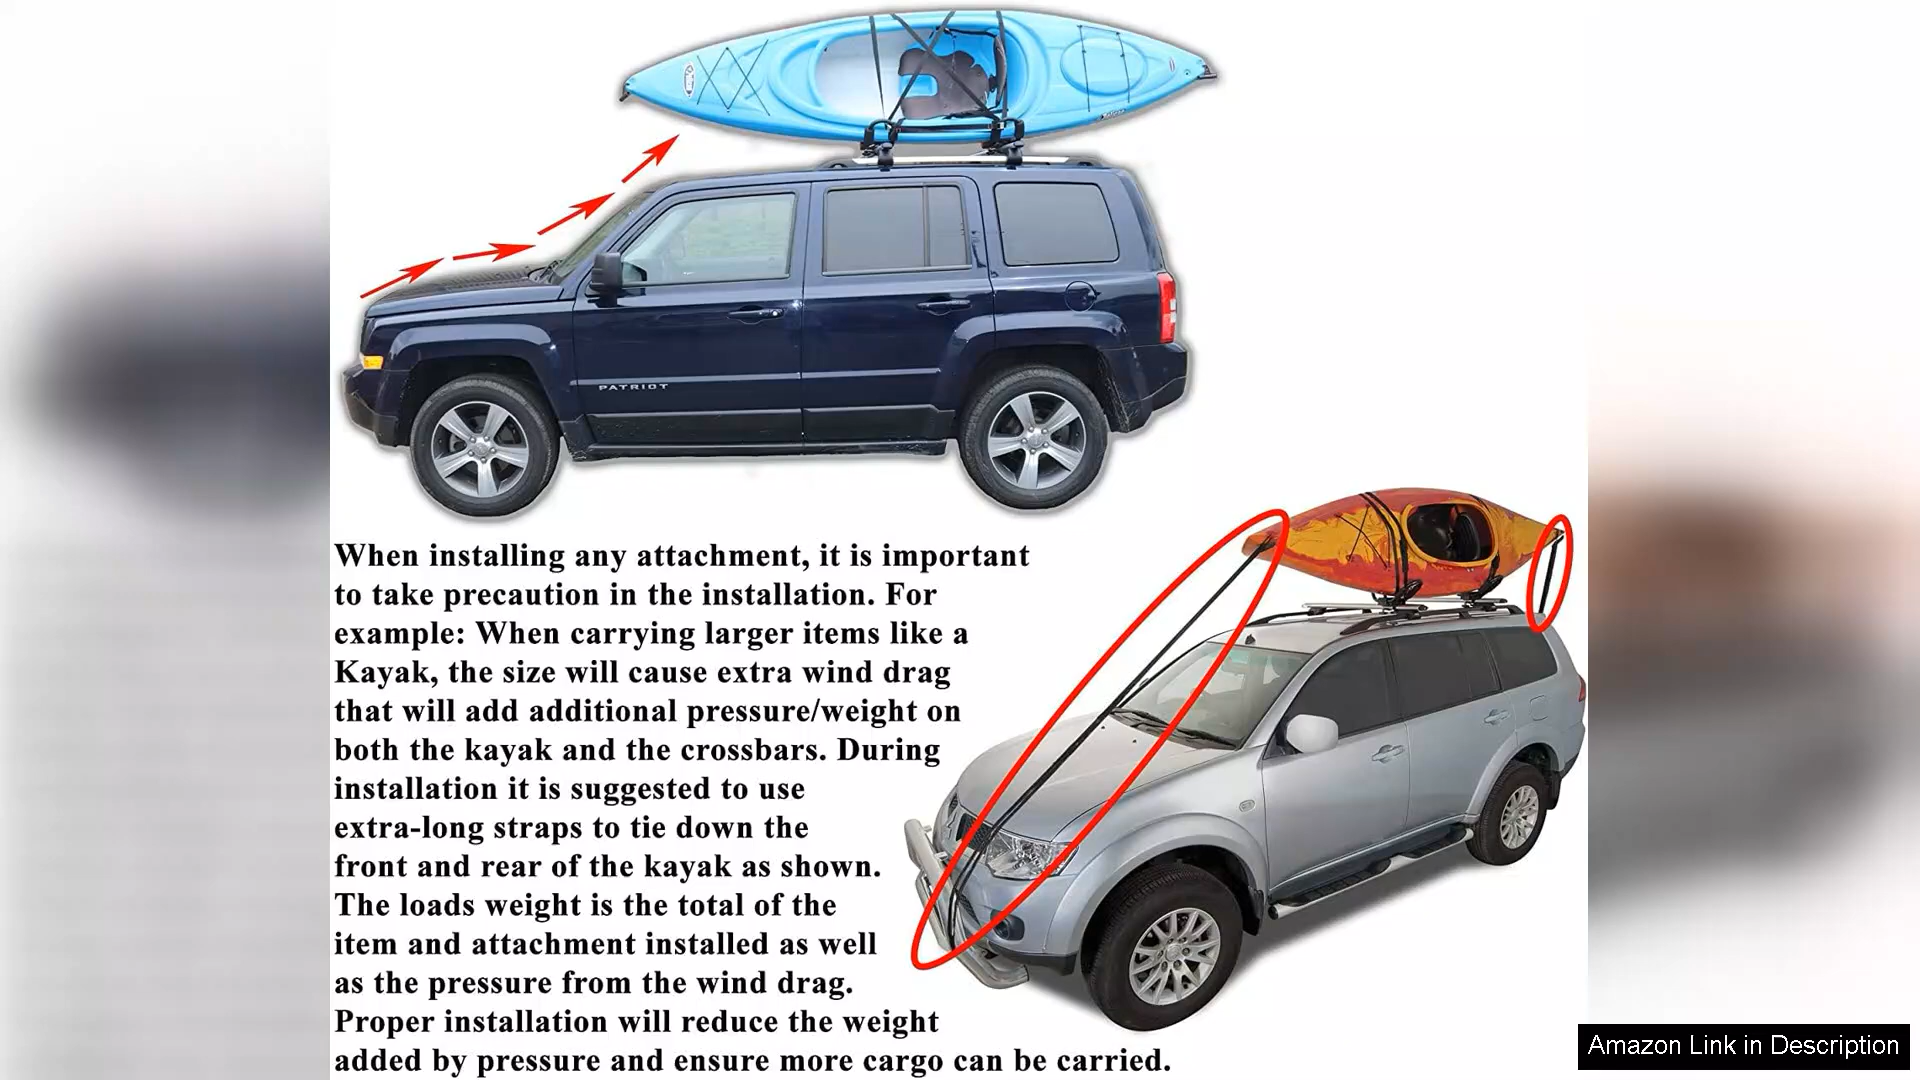 PATRIOT
When installing any attachment, it is important
to take precaution in the installation. For
example: When carrying larger items like a
Kayak, the size will cause extra wind drag
that will add additional pressure/weight on
both the kayak and the crossbars. During
installation it is suggested to use
extra-long straps to tie down the
front and rear of the kayak as shown.
The loads weight is the total of the
item and attachment installed as well
as the pressure from the wind drag.
Proper installation will reduce the weight
added by pressure and ensure more cargo can be carried.
Amazon Link in Description